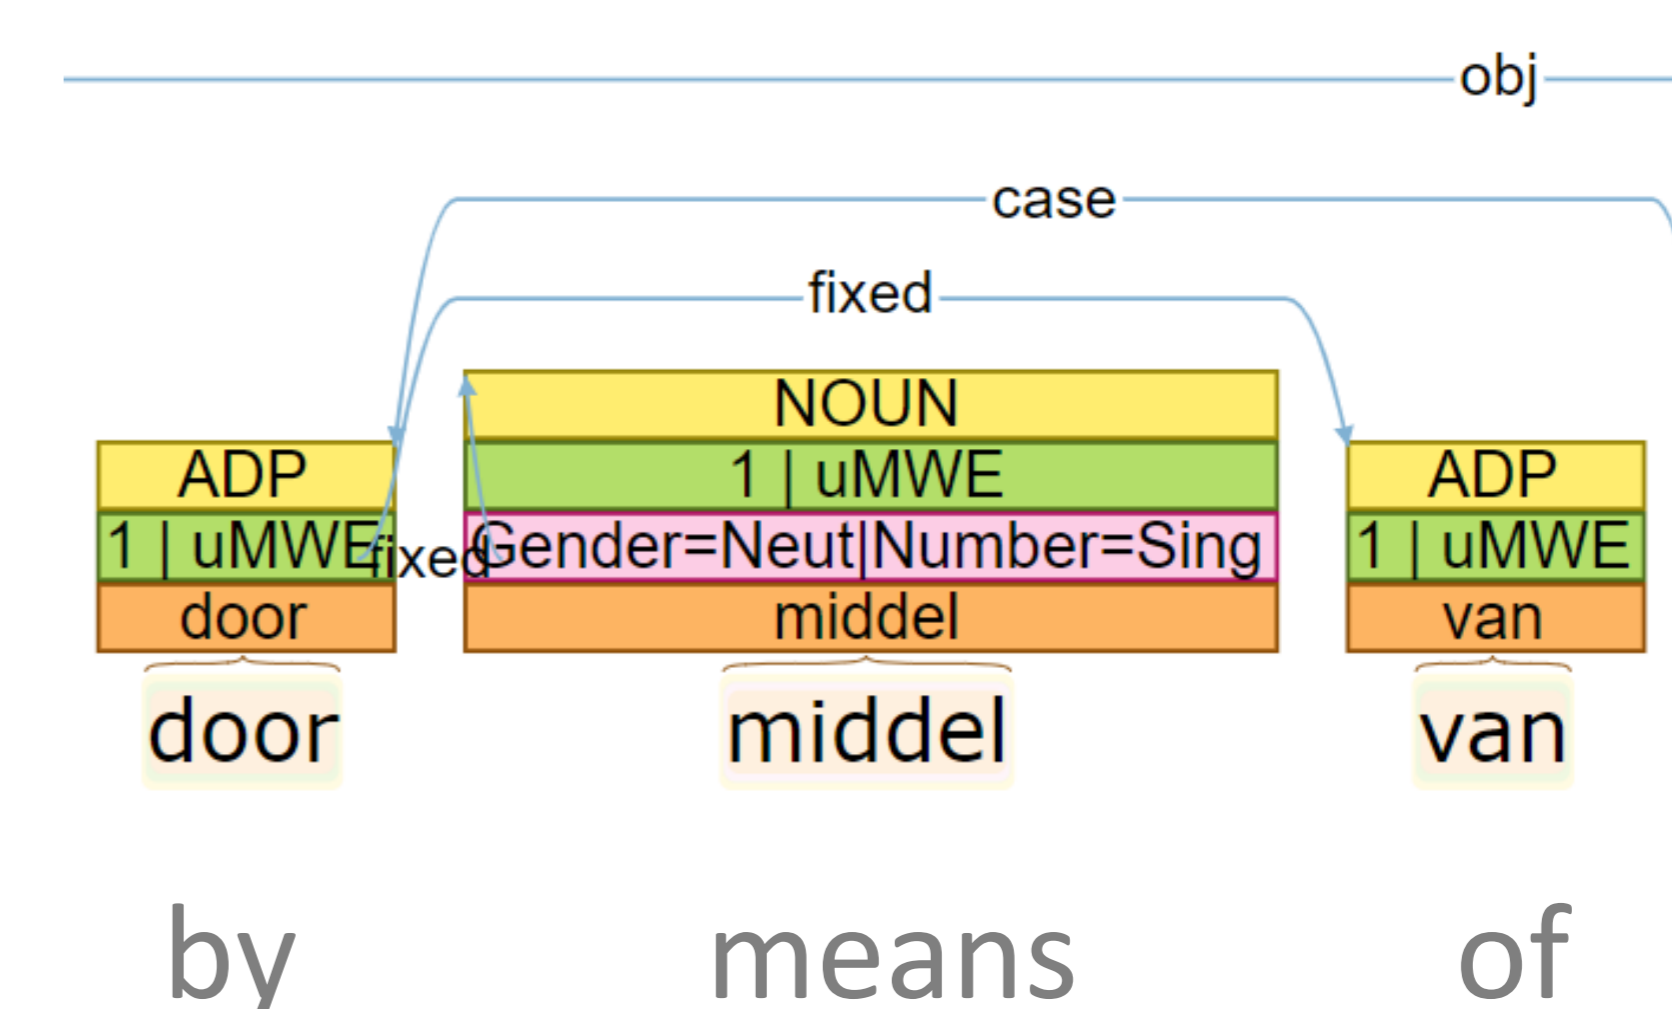 obj
case
fixed
NOUN
ADP 1 | uMWE ADP
1 | uMWE fixed Gender=Neut|Number=Sing 1 | uMWE
door middel van
door middel van
by means of